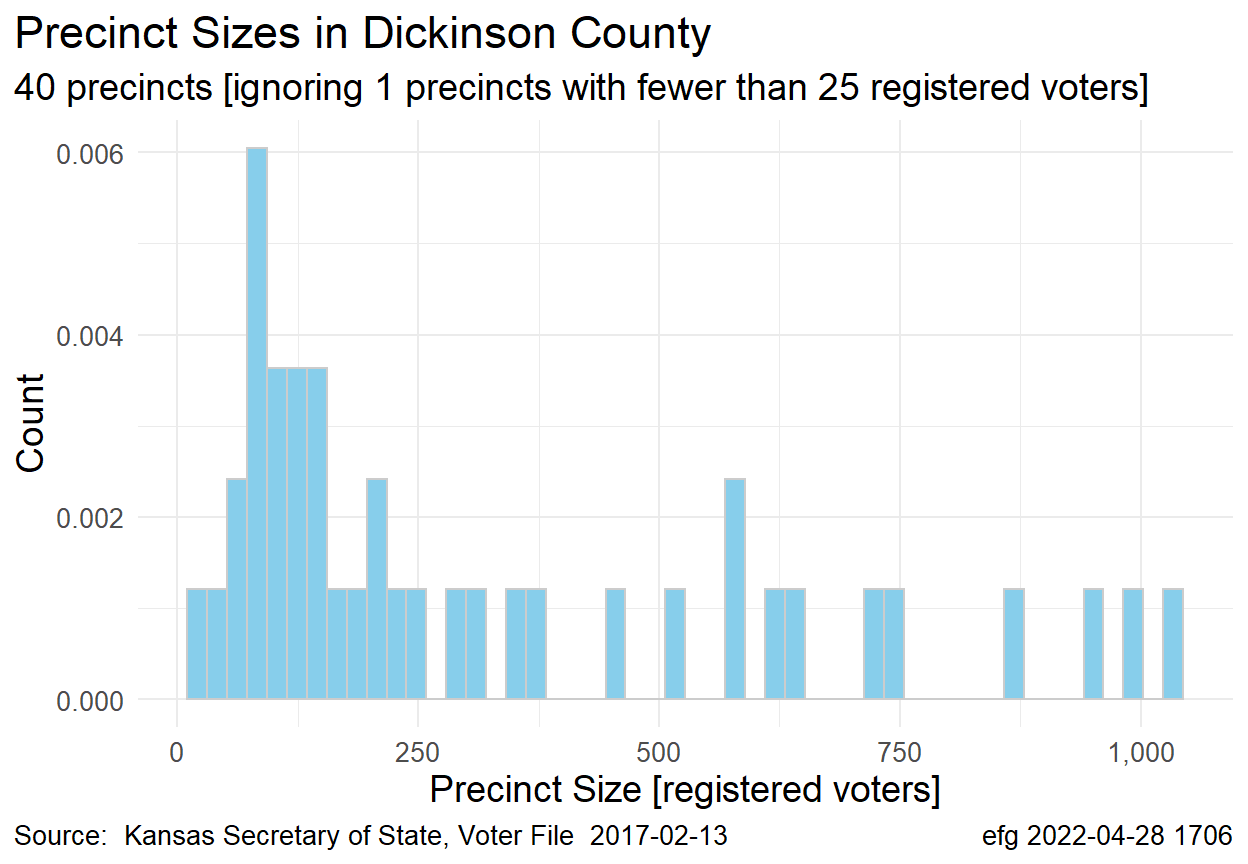 Precinct Sizes in Dickinson County
40 precincts [ignoring 1 precincts with fewer than 25 registered voters]
0.006
0.004
0.002
0.000
Count
0
250
500
750
1,000
Precinct Size [registered voters]
Source:  Kansas Secretary of State, Voter File  2017-02-13
efg 2022-04-28 1706